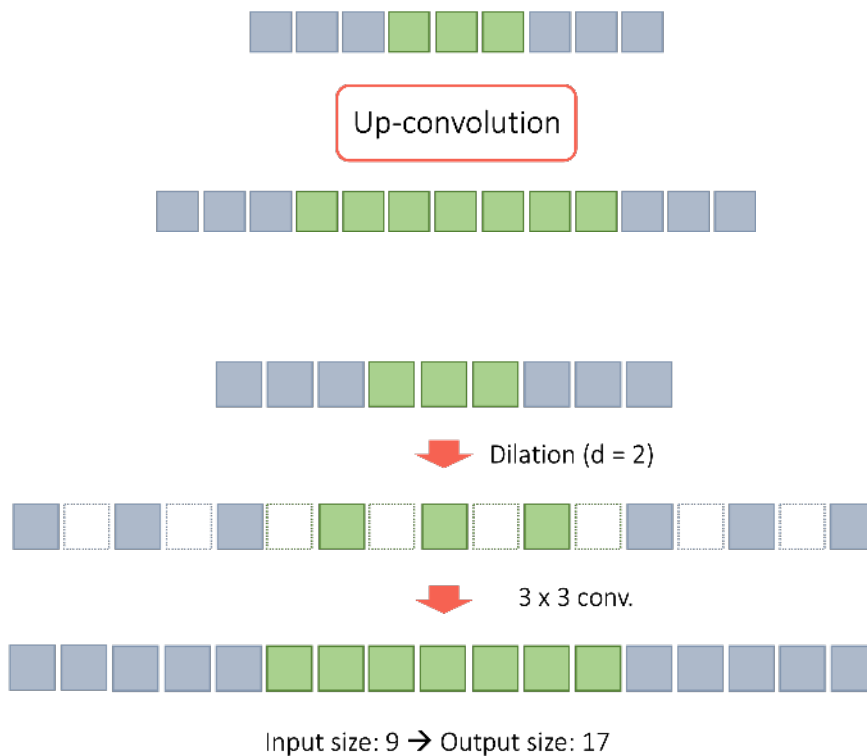 Up-convolution
Dilation (d = 2)
3 x 3 conv.
Input size: 9 → Output size: 17